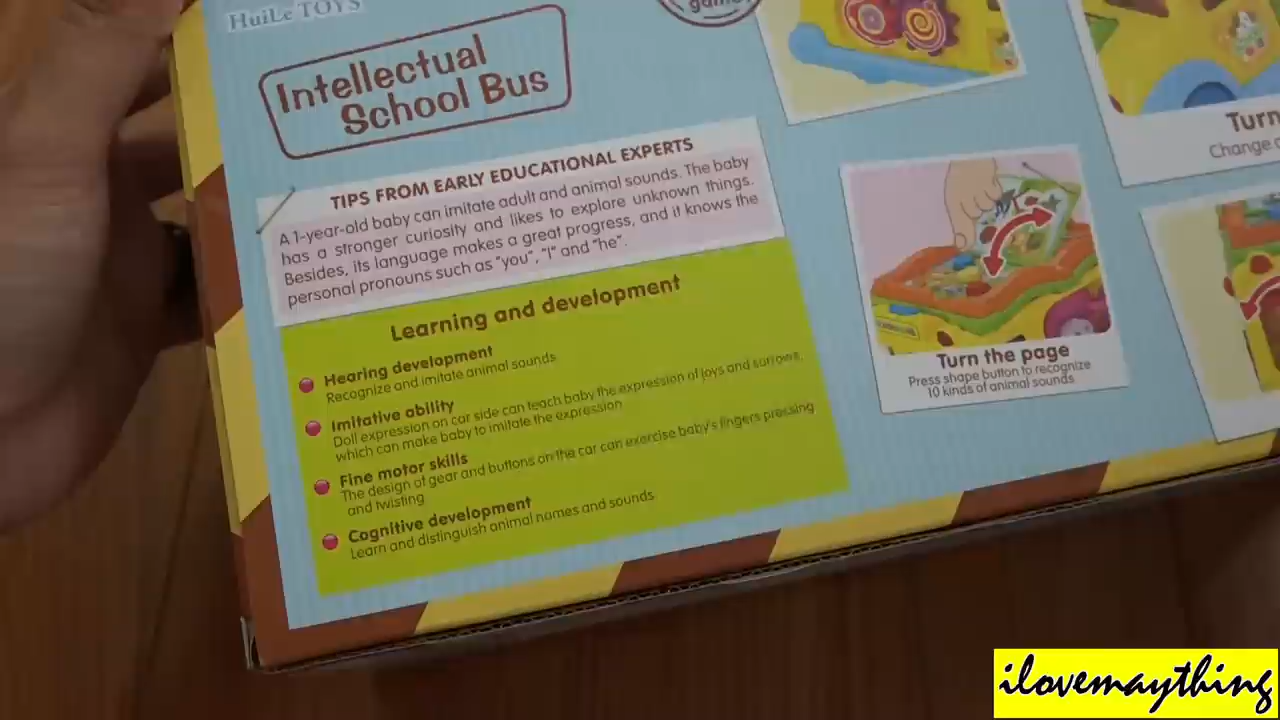 HuiLe TOYS
game
Intellectual
School Bus
TIPS FROM EARLY EDUCATIONAL EXPERTS
A 1-year-old baby can imitate adult and animal sounds. The baby
has a stronger curiosity and likes to explore unknown things.
Besides, its language makes a great progress, and it knows the
personal pronouns such as "you", "I" and "he".
Learning and development
Hearing development
Recognize and imitate animal sounds
Imitative ability
Doll expression on car side can teach baby the expression of joys and surrows,
which can make baby to imitate the expression
Fine motor skills
The design of gear and buttons on the car can exercise baby's fingers pressing
and twisting
Cognitive development
Learn and distinguish animal names and sounds
Turn the page
Press shape button to recognize
10 kinds of animal sounds
Turn
Change
ilovemaything